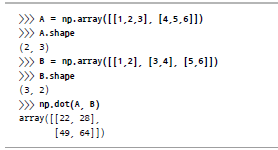 >>> A = np.array([[1,2,3], [4,5,6]])
>>> A.shape
(2, 3)
>>> B = np.array([[1,2], [3,4], [5,6]])
>>> B.shape
(3, 2)
>>> np.dot(A, B)
array([[22, 28],
       [49, 64]])